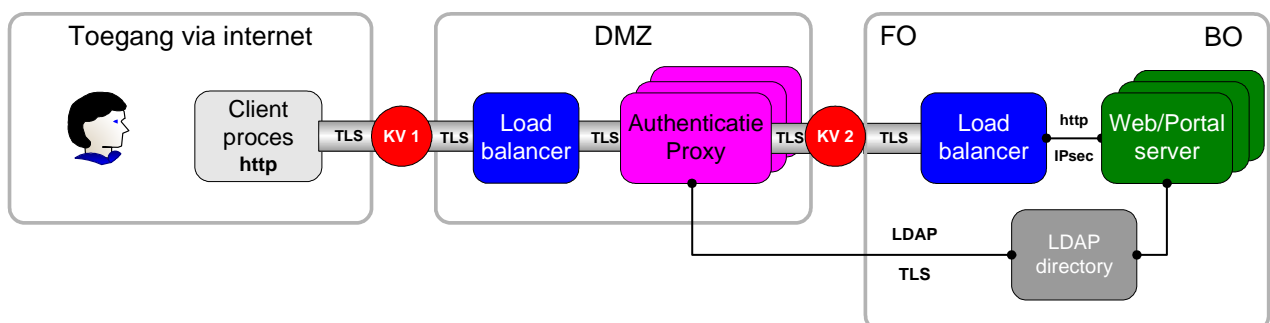 Toegang via internet
DMZ
FO
BO
Client
proces
http
TLS
KV 1
TLS
Load
balancer
TLS
Authenticatie
Proxy
TLS
KV 2
TLS
Load
balancer
http
IPsec
Web/Portal
server
LDAP
TLS
LDAP
directory